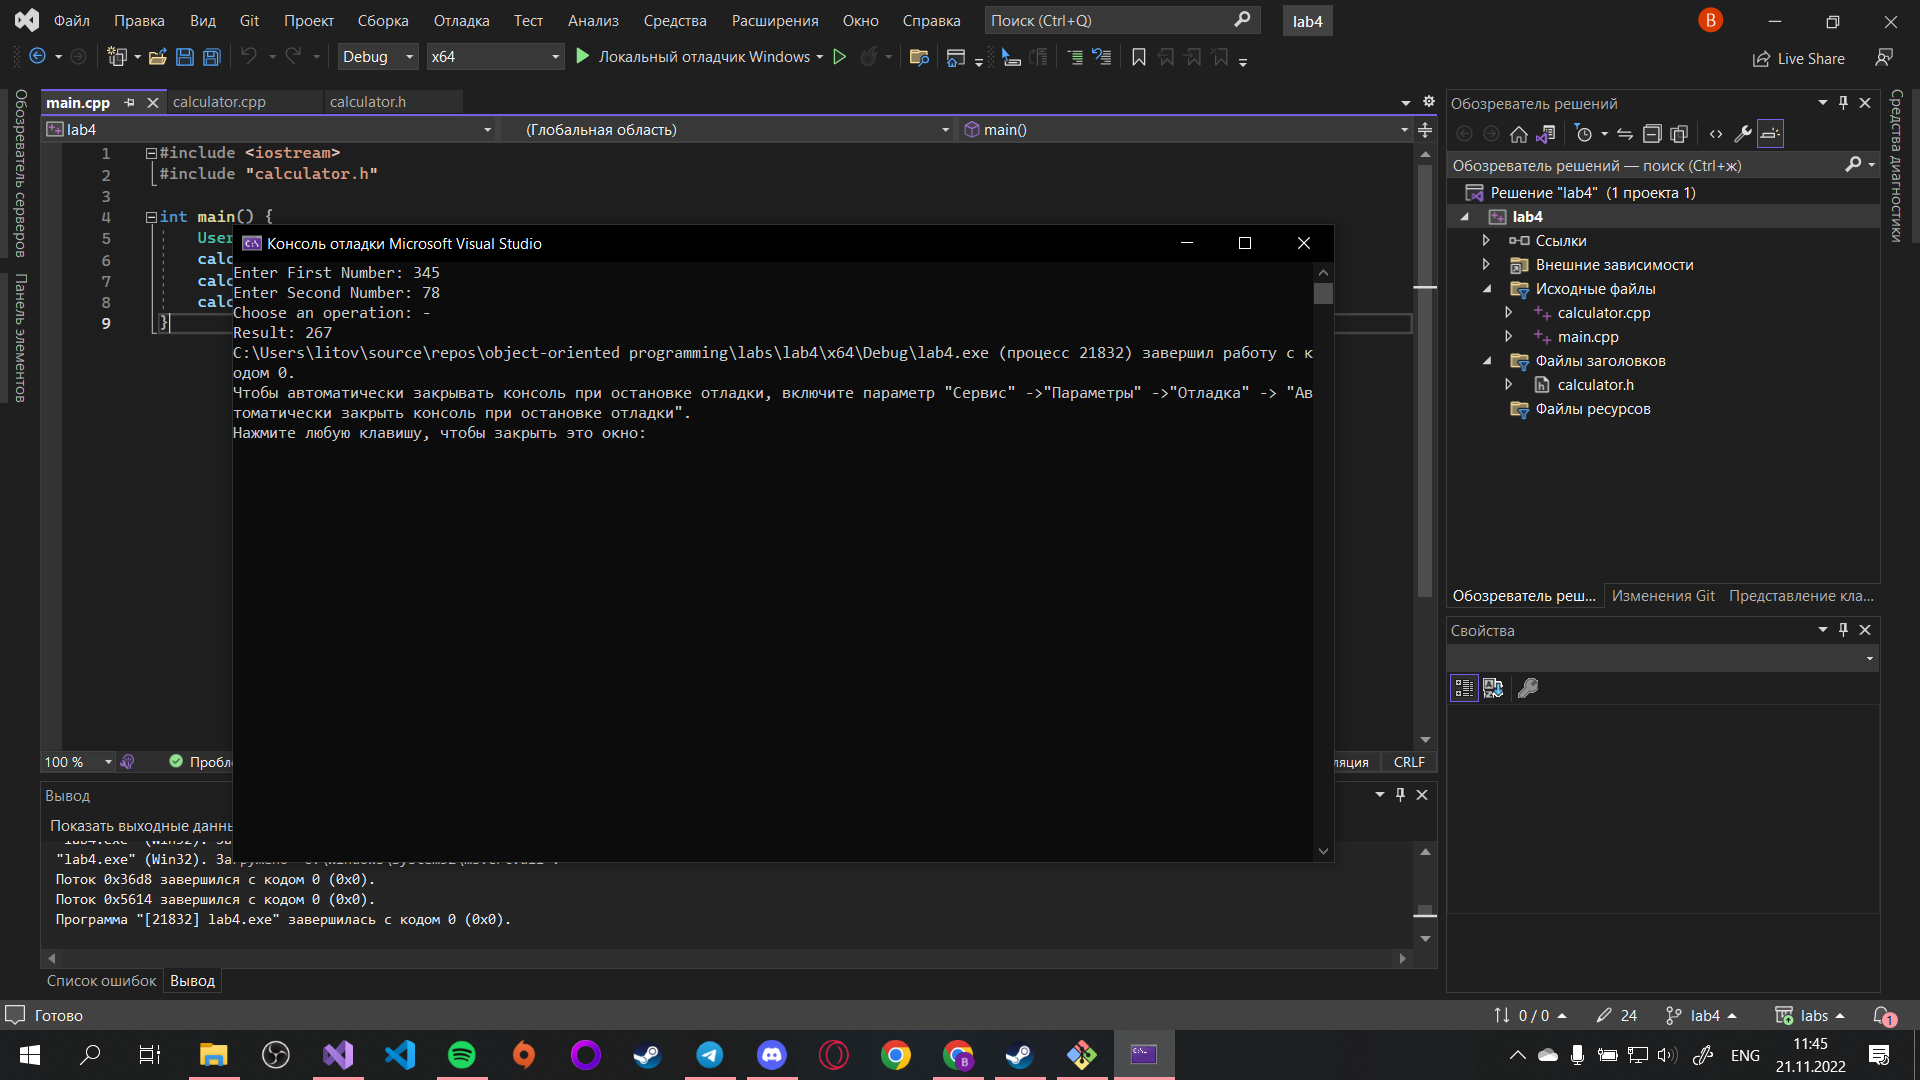 Файл Правка Вид Git Проект Сборка Отладка Тест Анализ Средства Расширения Окно Справка Поиск (Ctrl+Q) lab4 B
Debug x64 Локальный отладчик Windows Live Share
Обозреватель серверов
Панель элементов
main.cpp calculator.cpp calculator.h
lab4 (Глобальная область) main()
1 #include <iostream>
2 #include "calculator.h"
3
4 int main() {
5 User
6 calc
7 calc
8 calc
9 }
Консоль отладки Microsoft Visual Studio
Enter First Number: 345
Enter Second Number: 78
Choose an operation: -
Result: 267
C:\Users\litov\source\repos\object-oriented programming\labs\lab4\x64\Debug\lab4.exe (процесс 21832) завершил работу с к
одом 0.
Чтобы автоматически закрывать консоль при остановке отладки, включите параметр "Сервис" ->"Параметры" ->"Отладка" -> "Ав
томатически закрыть консоль при остановке отладки".
Нажмите любую клавишу, чтобы закрыть это окно:
100 % Пробле ляция CRLF
Вывод
Показать выходные данны
"lab4.exe" (Win32). Загружено
Поток 0x36d8 завершился с кодом 0 (0x0).
Поток 0x5614 завершился с кодом 0 (0x0).
Программа "[21832] lab4.exe" завершилась с кодом 0 (0x0).
Список ошибок Вывод
Обозреватель решений
Обозреватель решений — поиск (Ctrl+ж)
Решение "lab4" (1 проекта 1)
lab4
Ссылки
Внешние зависимости
Исходные файлы
calculator.cpp
main.cpp
Файлы заголовков
calculator.h
Файлы ресурсов
Обозреватель реш... Изменения Git Представление кла...
Свойства
Средства диагностики
Готово 0 / 0 24 lab4 labs 1
ENG 11:45
21.11.2022